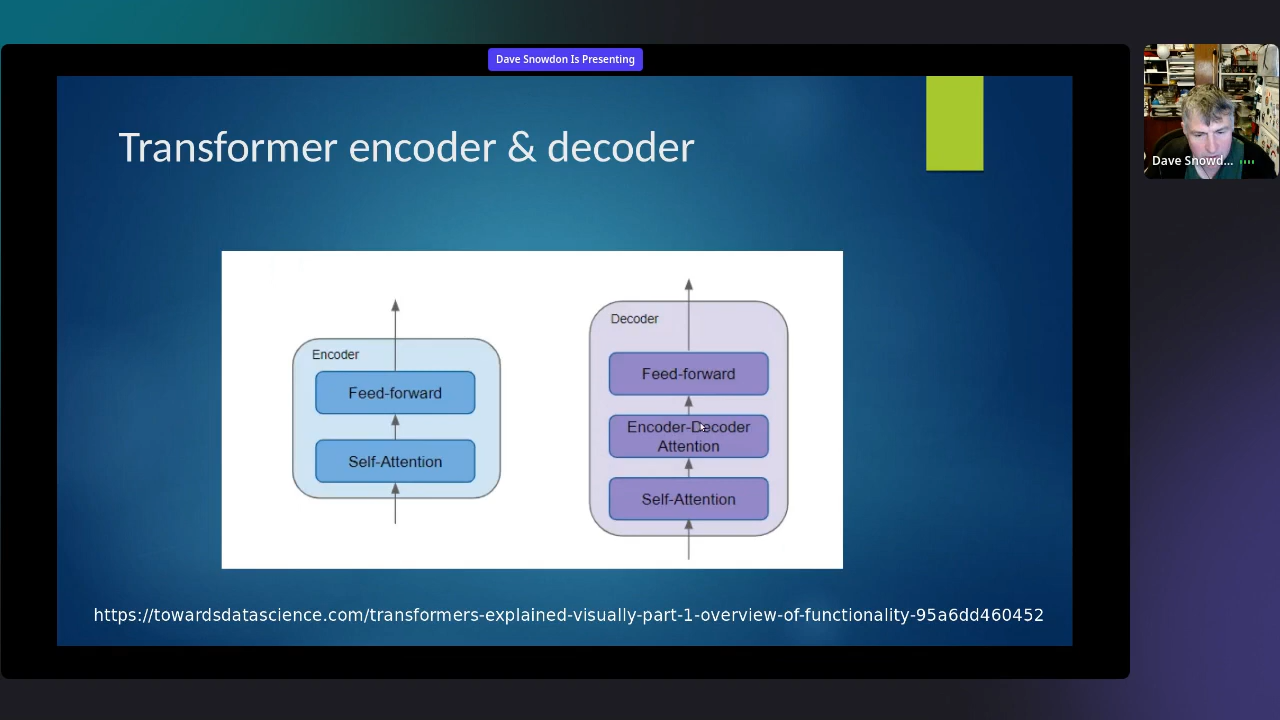 Dave Snowdon Is Presenting
Transformer encoder & decoder
Dave Snowd...
Encoder
Feed-forward
Self-Attention
Decoder
Feed-forward
Encoder-Decoder
Attention
Self-Attention
https://towardsdatascience.com/transformers-explained-visually-part-1-overview-of-functionality-95a6dd460452